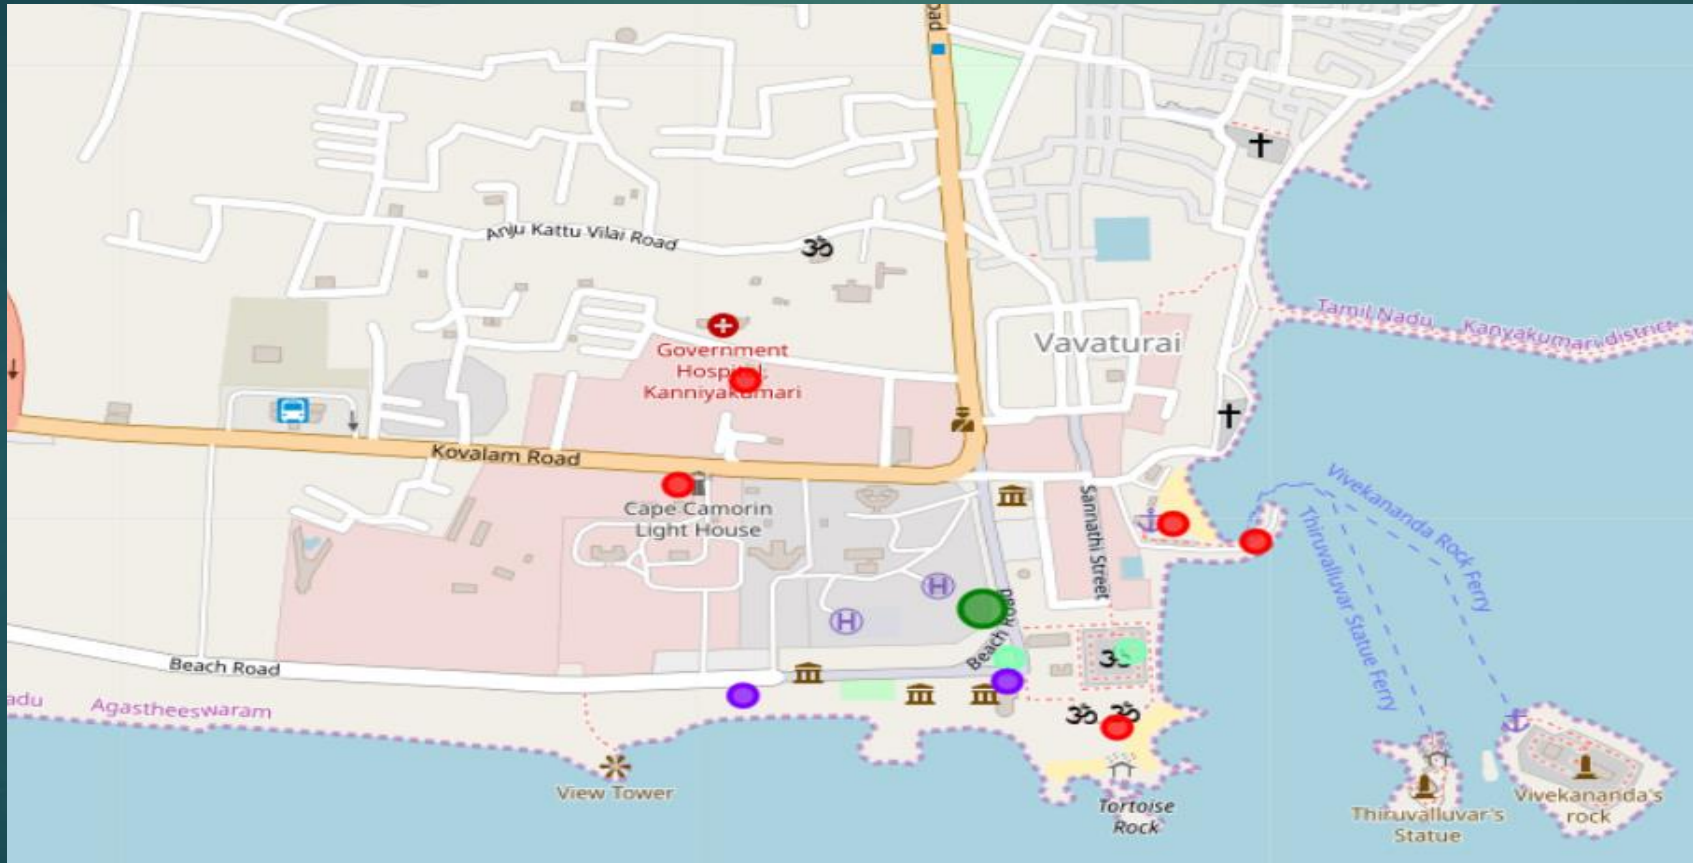 oad
Anju Kattu Vilai Road
Tamil Nadu
Kanyakumari district
Vavaturai
Government
Hospital,
Kanniyakumari
Kovalam Road
Cape Camorin
Light House
Sannathi Street
Vivekananda Rock Ferry
Thiruvalluvar Statue Ferry
H
H
Beach Road
Beach Road
adu
Agastheeswaram
ॐ
ॐ
ॐ
ॐ
View Tower
Tortoise
Rock
Thiruvalluvar's
Statue
Vivekananda's
rock